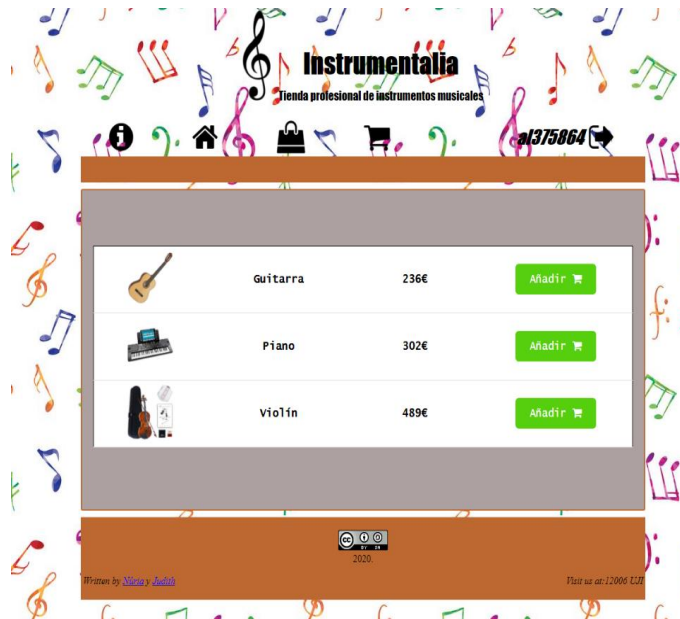 Instrumentalia
Tienda profesional de instrumentos musicales
al375864
Guitarra 236€ Añadir
Piano 302€ Añadir
Violín 489€ Añadir
cc BY SA
2020.
Written by Núria y Judith Visit us at:12006 UJI